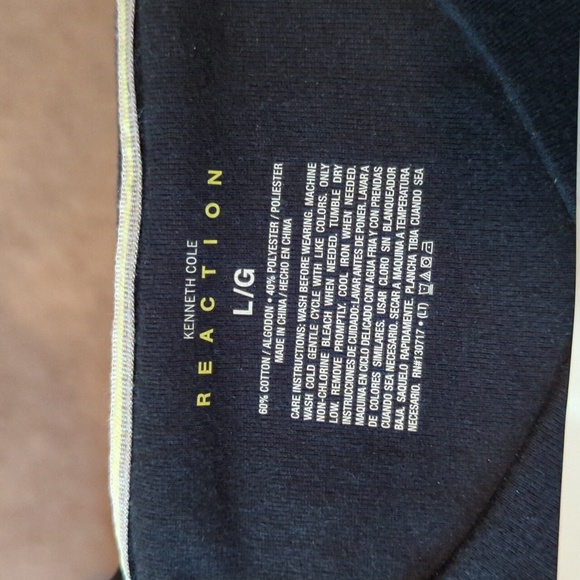 KENNETH COLE
REACTION
L/G
60% COTTON / ALGODON • 40% POLYESTER / POLIESTER
MADE IN CHINA / HECHO EN CHINA
CARE INSTRUCTIONS: WASH BEFORE WEARING. MACHINE
WASH COLD GENTLE CYCLE WITH LIKE COLORS. ONLY
NON-CHLORINE BLEACH WHEN NEEDED. TUMBLE DRY
LOW. REMOVE PROMPTLY. COOL IRON WHEN NEEDED.
INSTRUCCIONES DE CUIDADO: LAVAR ANTES DE PONER. LAVAR A
MAQUINA EN CICLO DELICADO CON AGUA FRIA Y CON PRENDAS
DE COLORES SIMILARES. USAR CLORO SIN BLANQUEADOR
CUANDO SEA NECESARIO. SECAR A MAQUINA A TEMPERATURA
BAJA. SAQUELO RAPIDAMENTE. PLANCHA TIBIA CUANDO SEA
NECESARIO. RN#130717 • (LT)